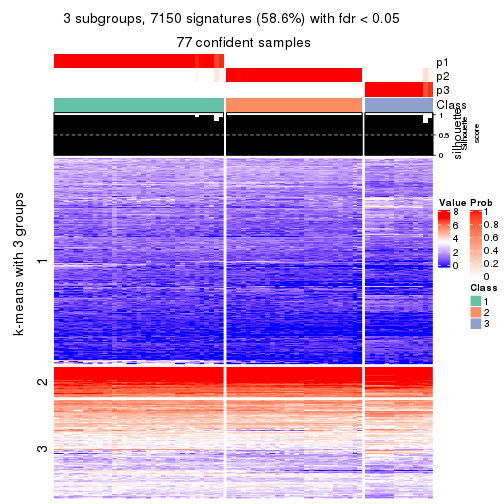 3 subgroups, 7150 signatures (58.6%) with fdr < 0.05
77 confident samples
p1
p2
p3
Class
1
0.5
0
silhouette
Silhouette
score
k-means with 3 groups
1
2
3
Value
8
6
4
2
0
Prob
1
0.8
0.6
0.4
0.2
0
Class
1
2
3